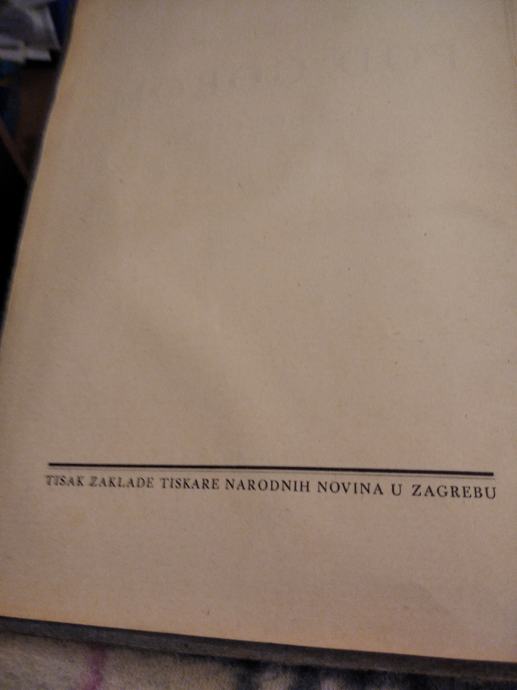 TISAK ZAKLADE TISKARE NARODNIH NOVINA U ZAGREBU